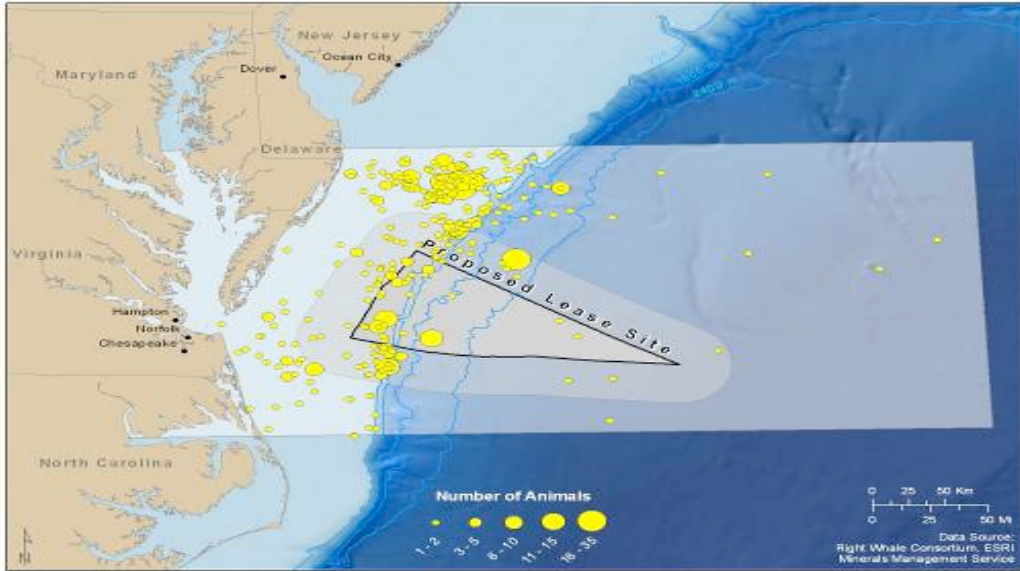 New Jersey
Ocean City
Maryland
Dover
Delaware
Virginia
Proposed Lease Site
Hampton
Norfolk
Chesapeake
North Carolina
Number of Animals
1 - 2
3 - 5
6 - 10
11 - 15
16 - 35
0 25 50 Km
0 25 50 Mi
Data Source:
Right Whale Consortium, ESRI
Minerals Management Service